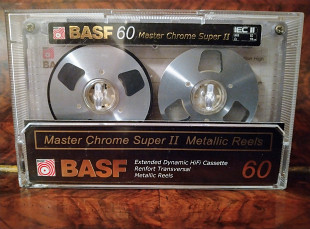 BASF 60 Master Chrome Super II IEC II
Master Chrome Super II Metallic Reels
BASF Extended Dynamic HiFi Cassette
Renfort Transversal
Metallic Reels
60